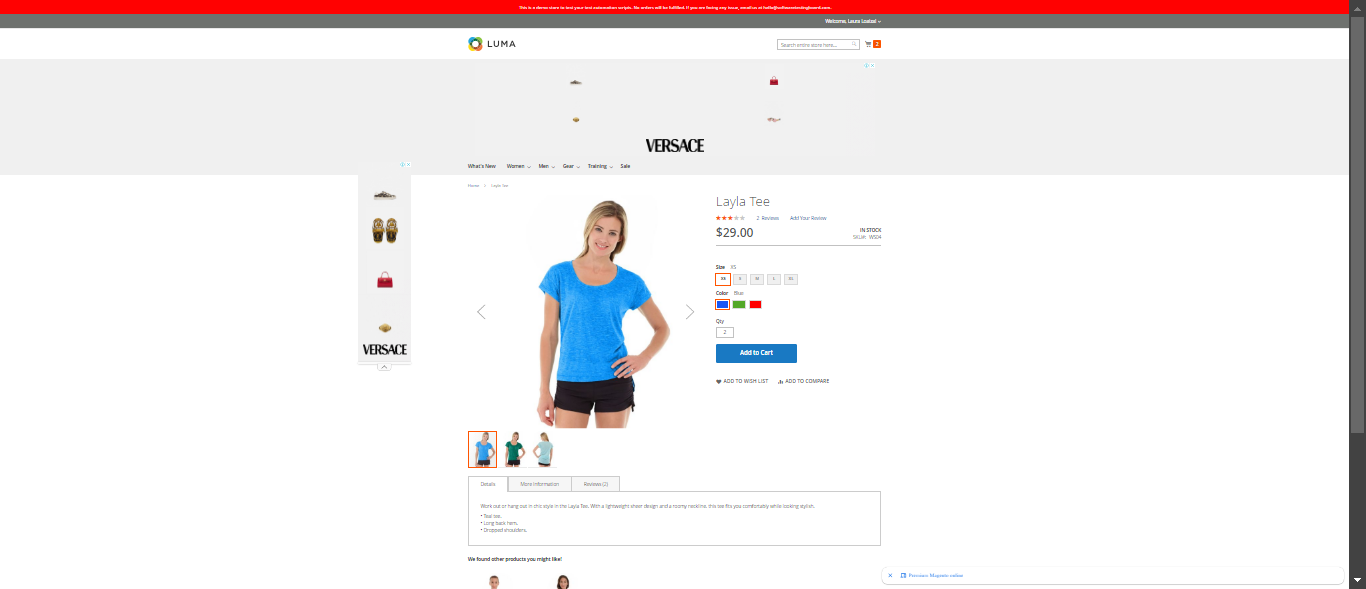 This is a demo store to test your test automation scripts. No orders will be fulfilled. If you are facing any issue, email us at hello@softwaretestingboard.com.
Welcome, Laura Loatzel
LUMA
Search entire store here...
2
VERSACE
What's New Women Men Gear Training Sale
Home Layla Tee
VERSACE
Layla Tee
2 Reviews Add Your Review
$29.00
IN STOCK
SKU#: WS04
Size XS
XS S M L XL
Color Blue
Qty
2
Add to Cart
ADD TO WISH LIST ADD TO COMPARE
Details More Information Reviews (2)
Work out or hang out in chic style in the Layla Tee. With a lightweight sheer design and a roomy neckline, this tee fits you comfortably while looking stylish.
• Teal tee.
• Long back hem.
• Dropped shoulders.
We found other products you might like!
Premium Magento online